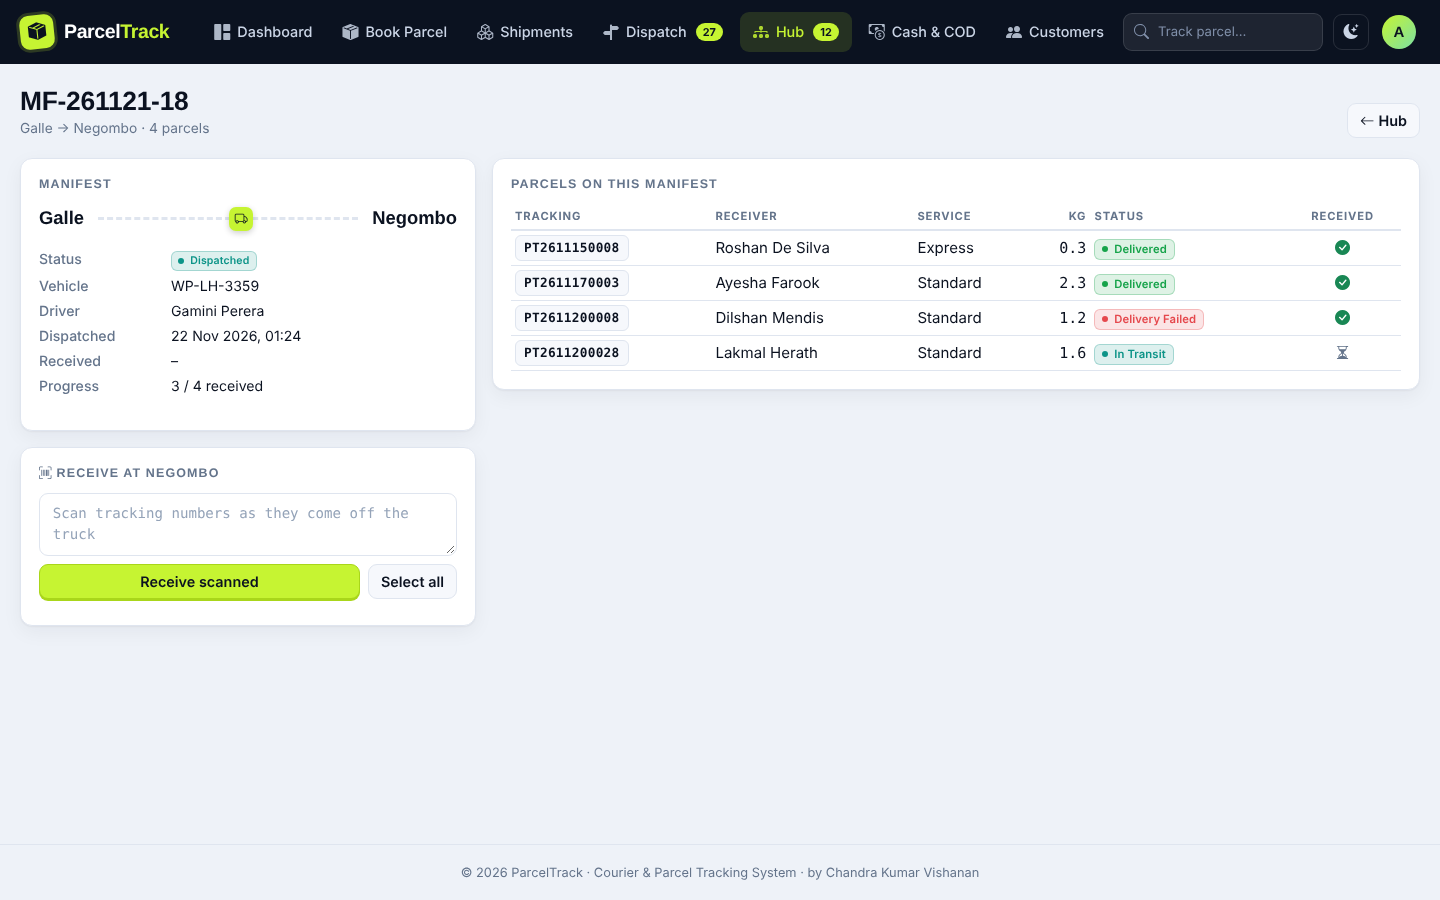 ParcelTrack
Dashboard
Book Parcel
Shipments
Dispatch 27
Hub 12
Cash & COD
Customers
Track parcel...
A
MF-261121-18
Galle → Negombo · 4 parcels
← Hub
MANIFEST
Galle Negombo
Status Dispatched
Vehicle WP-LH-3359
Driver Gamini Perera
Dispatched 22 Nov 2026, 01:24
Received –
Progress 3 / 4 received
RECEIVE AT NEGOMBO
Scan tracking numbers as they come off the
truck
Receive scanned Select all
PARCELS ON THIS MANIFEST
TRACKING RECEIVER SERVICE KG STATUS RECEIVED
PT2611150008 Roshan De Silva Express 0.3 Delivered
PT2611170003 Ayesha Farook Standard 2.3 Delivered
PT2611200008 Dilshan Mendis Standard 1.2 Delivery Failed
PT2611200028 Lakmal Herath Standard 1.6 In Transit
© 2026 ParcelTrack · Courier & Parcel Tracking System · by Chandra Kumar Vishanan